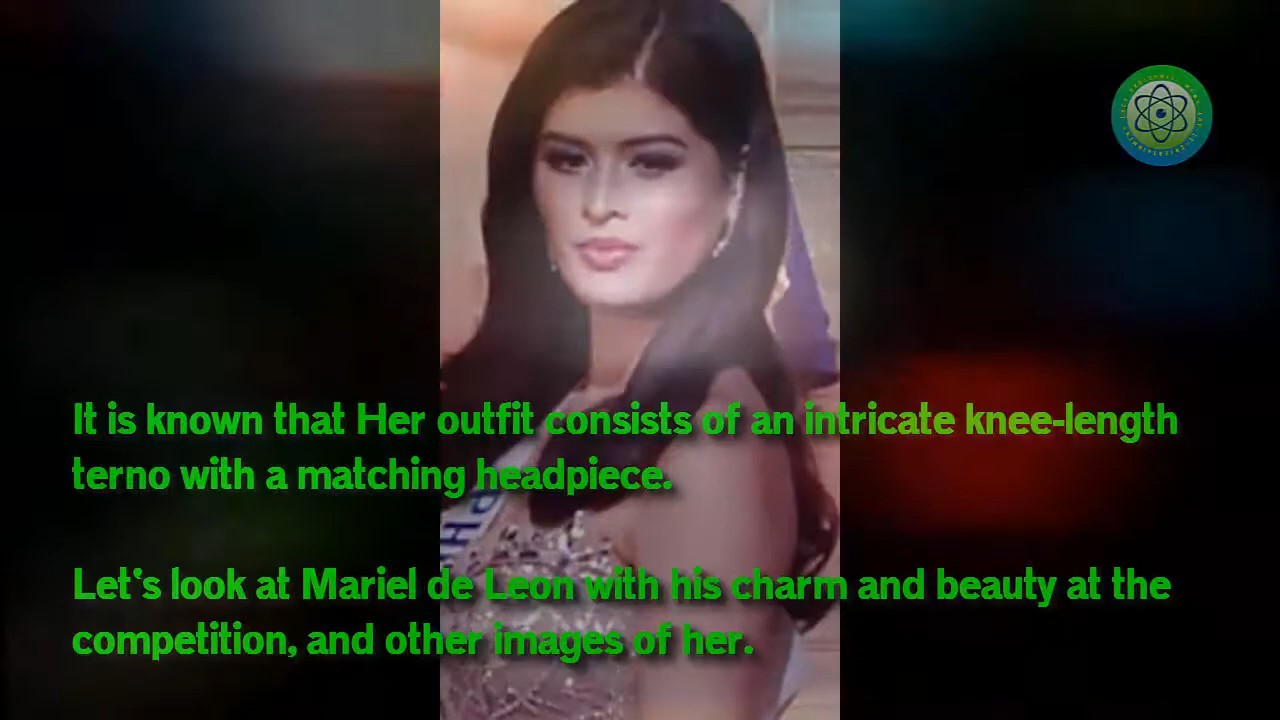 It is known that Her outfit consists of an intricate knee-length
terno with a matching headpiece.
Let's look at Mariel de Leon with his charm and beauty at the
competition, and other images of her.
PHI